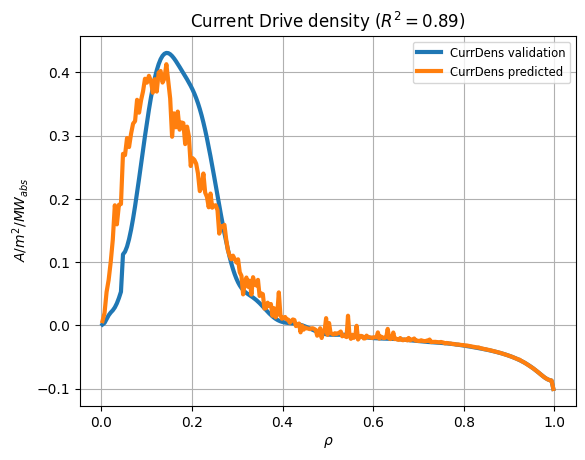 Current Drive density ($R^2 = 0.89$)
CurrDens validation
CurrDens predicted
$A/m^2/MW_{abs}$
0.4
0.3
0.2
0.1
0.0
−0.1
0.0 0.2 0.4 0.6 0.8 1.0
ρ